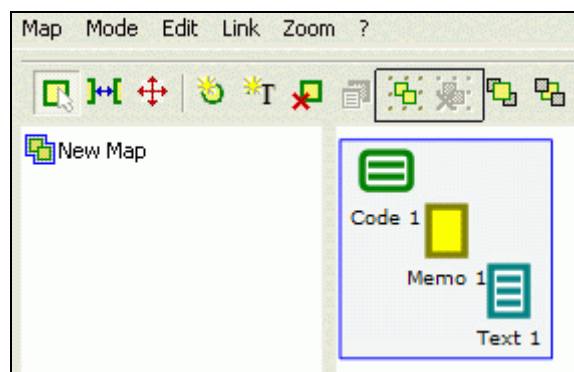 Map Mode Edit Link Zoom ?
T
New Map
Code 1
Memo 1
Text 1